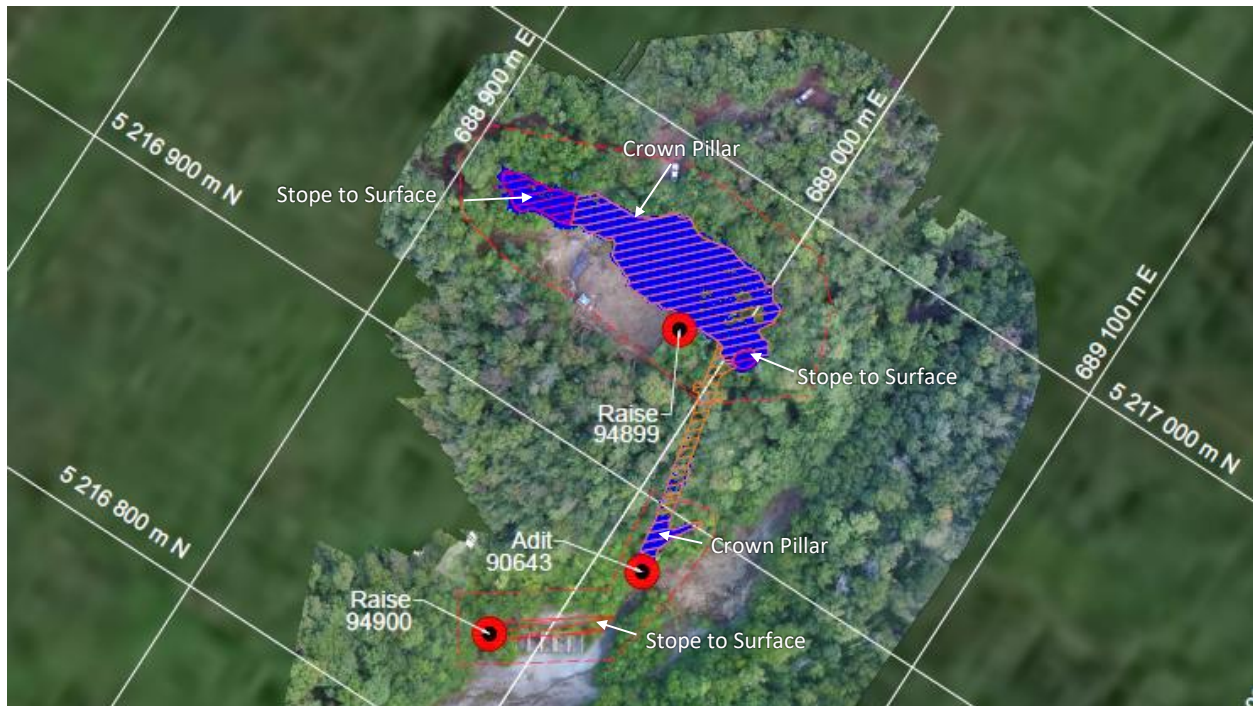 688 900 m E
5 216 900 m N
Crown Pillar
689 000 m E
Stope to Surface
689 100 m E
Stope to Surface
5 217 000 m N
Raise
94899
5 216 800 m N
Adit
90643
Crown Pillar
Raise
94900
Stope to Surface